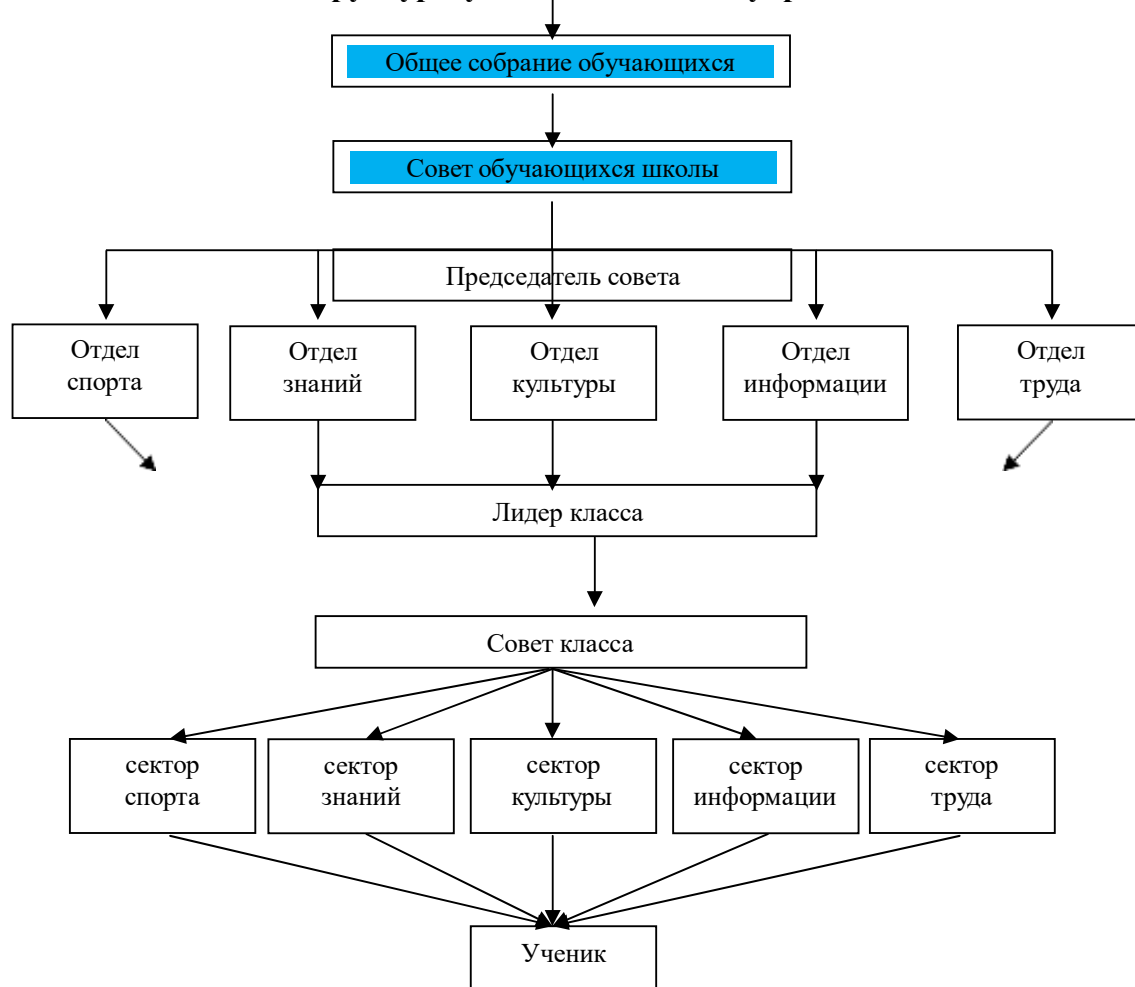 Общее собрание обучающихся
Совет обучающихся школы
Председатель совета
Отдел
спорта
Отдел
знаний
Отдел
культуры
Отдел
информации
Отдел
труда
Лидер класса
Совет класса
сектор
спорта
сектор
знаний
сектор
культуры
сектор
информации
сектор
труда
Ученик